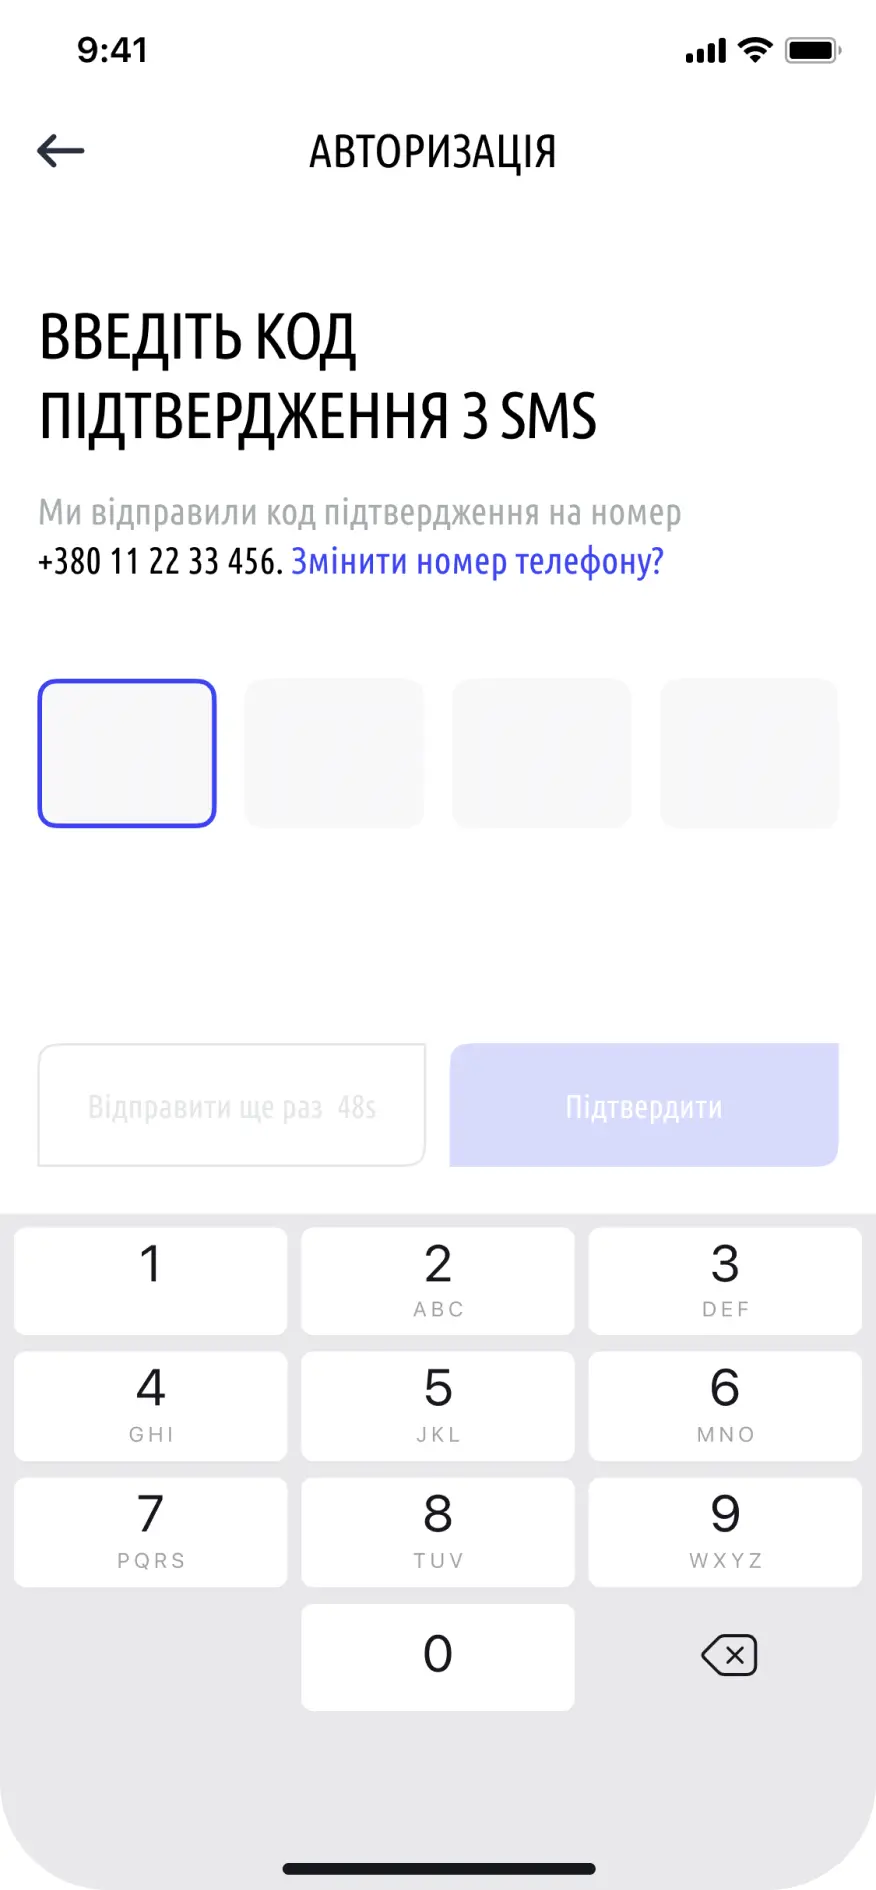 9:41
АВТОРИЗАЦІЯ
ВВЕДІТЬ КОД
ПІДТВЕРДЖЕННЯ З SMS
Ми відправили код підтвердження на номер
+380 11 22 33 456. Змінити номер телефону?
Відправити ще раз 48s
Підтвердити
1
2
ABC
3
DEF
4
GHI
5
JKL
6
MNO
7
PQRS
8
TUV
9
WXYZ
0